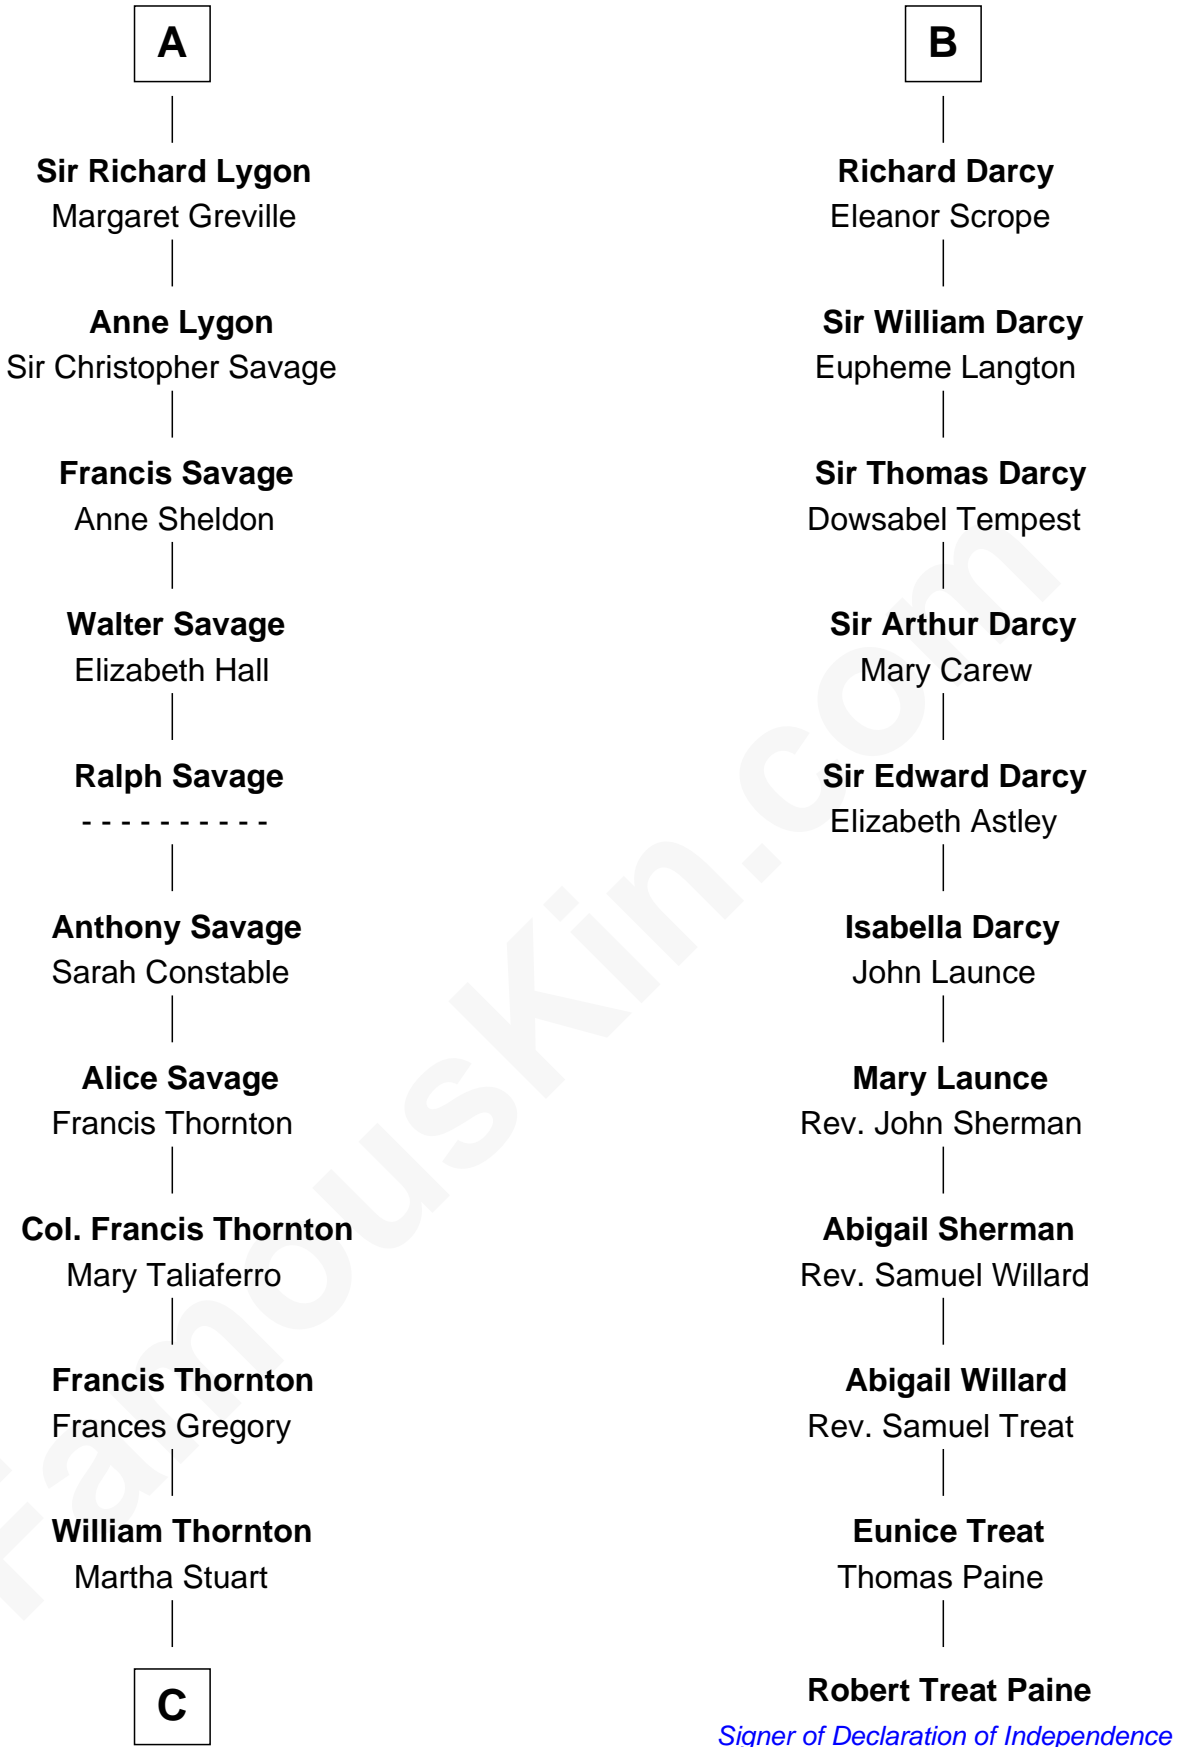 A
Sir Richard Lygon
Margaret Greville
Anne Lygon
Sir Christopher Savage
Francis Savage
Anne Sheldon
Walter Savage
Elizabeth Hall
Ralph Savage
- - - - - - - - - -
Anthony Savage
Sarah Constable
Alice Savage
Francis Thornton
Col. Francis Thornton
Mary Taliaferro
Francis Thornton
Frances Gregory
William Thornton
Martha Stuart
C
B
Richard Darcy
Eleanor Scrope
Sir William Darcy
Eupheme Langton
Sir Thomas Darcy
Dowsabel Tempest
Sir Arthur Darcy
Mary Carew
Sir Edward Darcy
Elizabeth Astley
Isabella Darcy
John Launce
Mary Launce
Rev. John Sherman
Abigail Sherman
Rev. Samuel Willard
Abigail Willard
Rev. Samuel Treat
Eunice Treat
Thomas Paine
Robert Treat Paine
Signer of Declaration of Independence
FamousKin.com